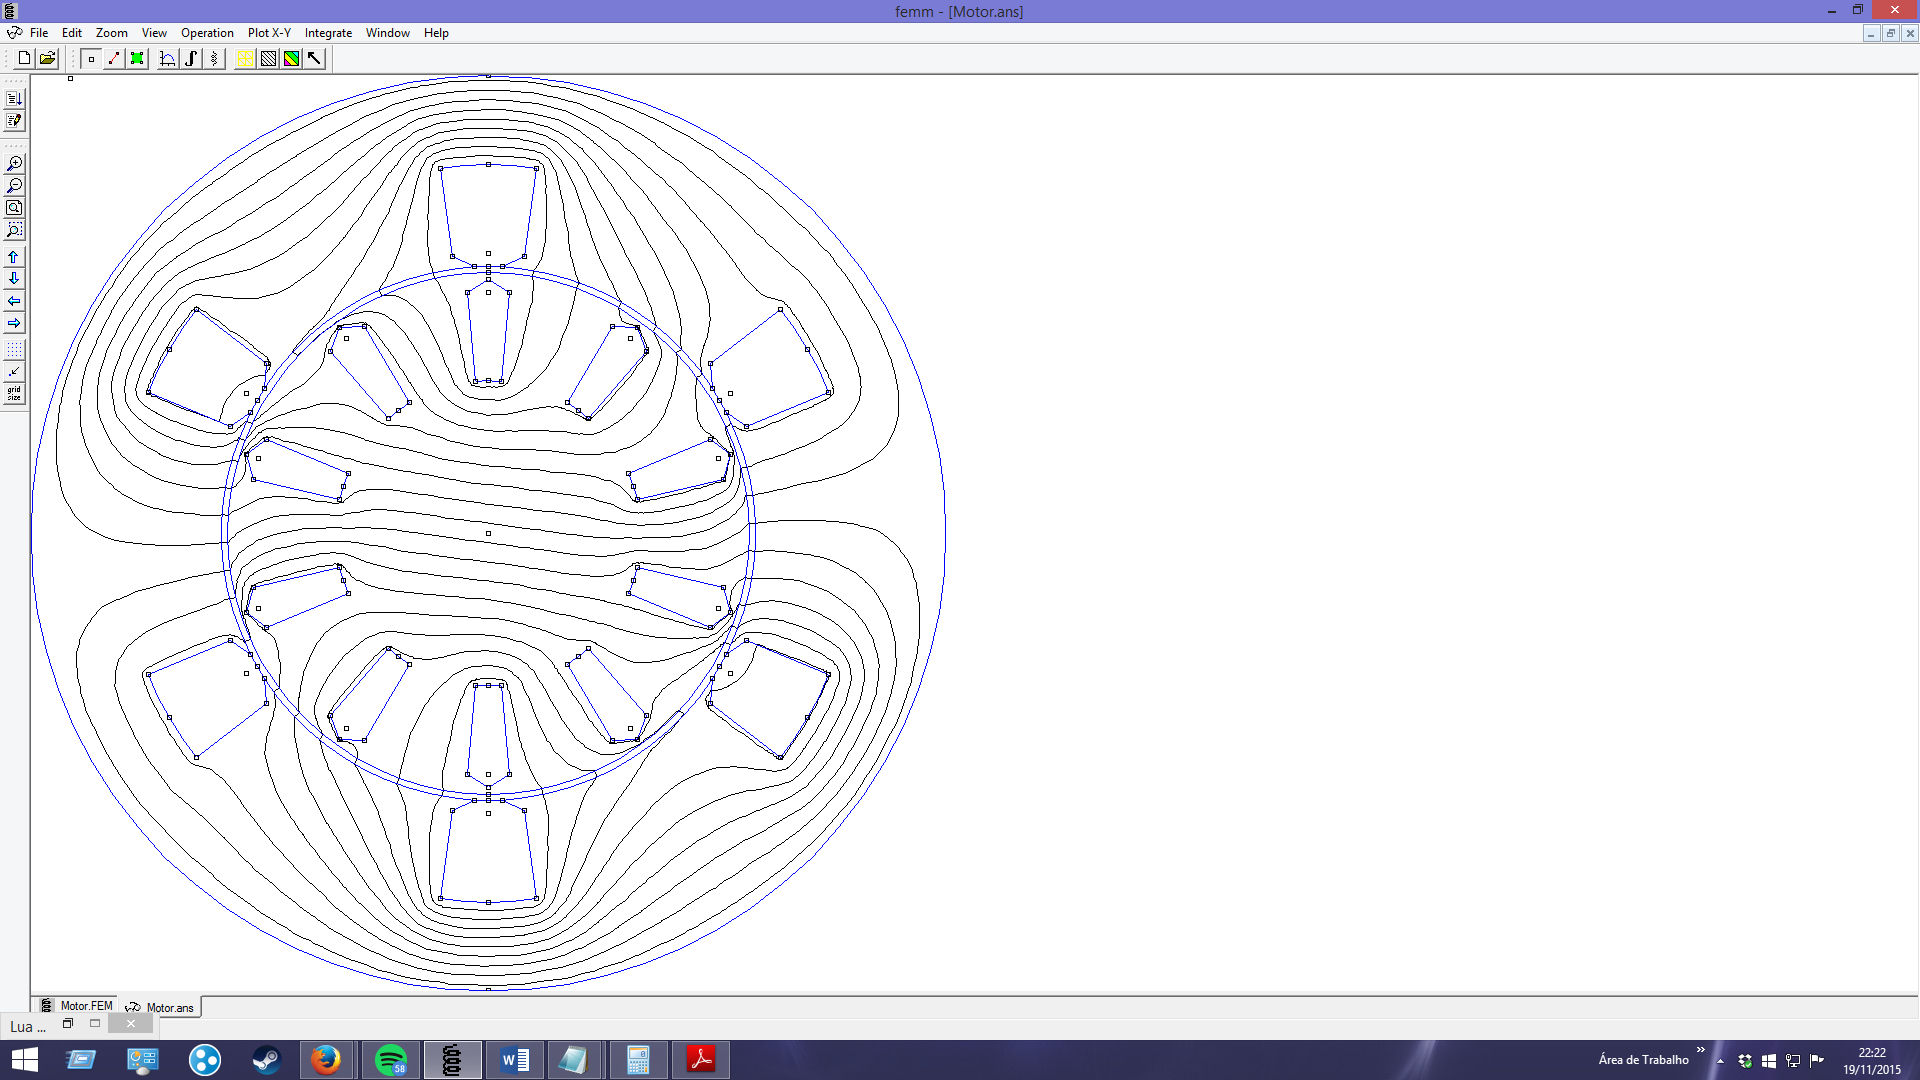 femm - [Motor.ans]
File Edit Zoom View Operation Plot X-Y Integrate Window Help
grid
size
Motor.FEM Motor.ans
Lua ...
58
W
Área de Trabalho
»
22:22
19/11/2015